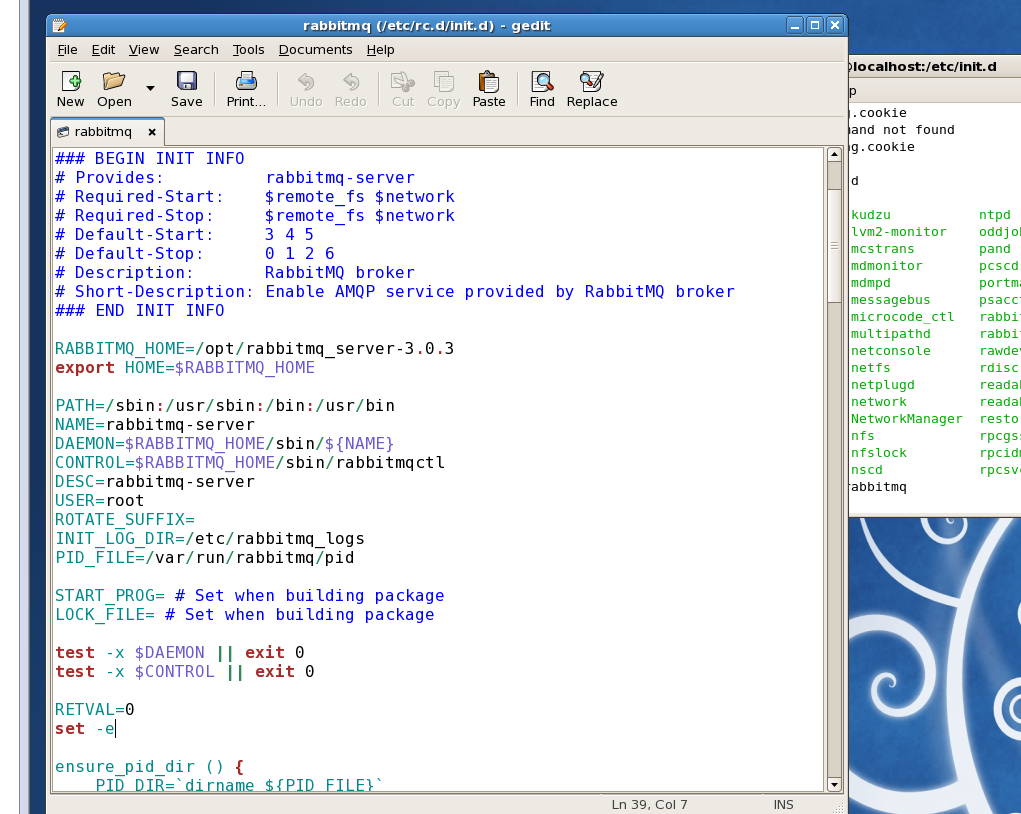 rabbitmq (/etc/rc.d/init.d) - gedit
File Edit View Search Tools Documents Help
New Open Save Print... Undo Redo Cut Copy Paste Find Replace
rabbitmq
### BEGIN INIT INFO
# Provides:          rabbitmq-server
# Required-Start:    $remote_fs $network
# Required-Stop:     $remote_fs $network
# Default-Start:     3 4 5
# Default-Stop:      0 1 2 6
# Description:       RabbitMQ broker
# Short-Description: Enable AMQP service provided by RabbitMQ broker
### END INIT INFO
RABBITMQ_HOME=/opt/rabbitmq_server-3.0.3
export HOME=$RABBITMQ_HOME
PATH=/sbin:/usr/sbin:/bin:/usr/bin
NAME=rabbitmq-server
DAEMON=$RABBITMQ_HOME/sbin/${NAME}
CONTROL=$RABBITMQ_HOME/sbin/rabbitmqctl
DESC=rabbitmq-server
USER=root
ROTATE_SUFFIX=
INIT_LOG_DIR=/etc/rabbitmq_logs
PID_FILE=/var/run/rabbitmq/pid
START_PROG= # Set when building package
LOCK_FILE= # Set when building package
test -x $DAEMON || exit 0
test -x $CONTROL || exit 0
RETVAL=0
set -e
ensure_pid_dir () {
    PID_DIR=`dirname ${PID_FILE}`
Ln 39, Col 7 INS
localhost:/etc/init.d
p
.cookie
and not found
g.cookie
d
kudzu ntpd
lvm2-monitor oddjo
mcstrans pand
mdmonitor pcscd
mdmpd portm
messagebus psacc
microcode_ctl rabbi
multipathd rabbi
netconsole rawde
netfs rdisc
netplugd reada
network reada
NetworkManager resto
nfs rpcgs
nfslock rpcid
nscd rpcsv
rabbitmq